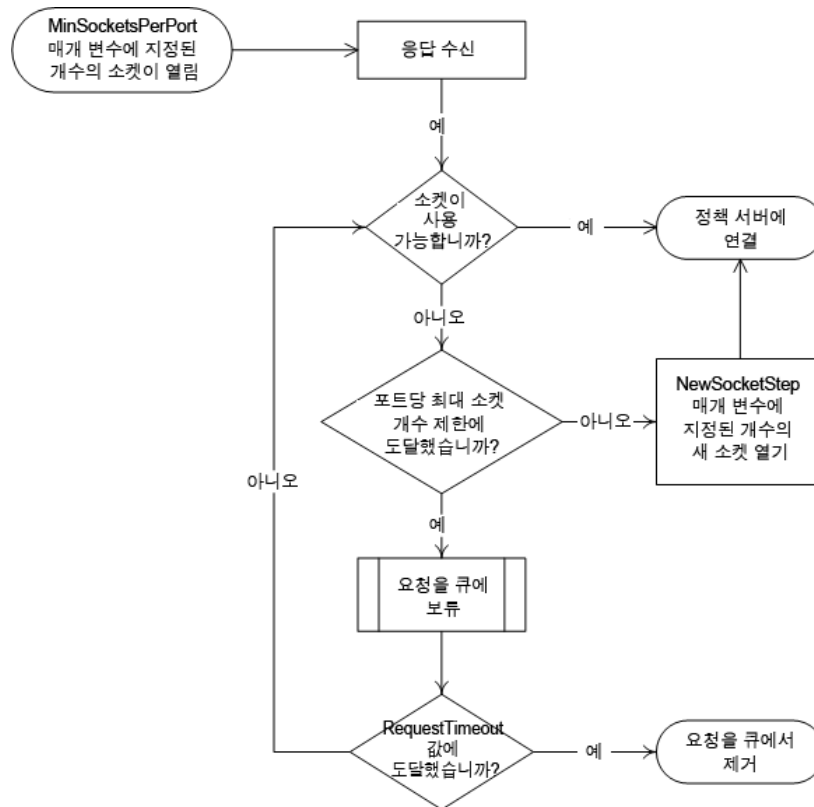 MinSocketsPerPort
매개 변수에 지정된
개수의 소켓이 열림
응답 수신
예
소켓이
사용
가능합니까?
예
정책 서버에
연결
아니오
포트당 최대 소켓
개수 제한에
도달했습니까?
아니오
NewSocketStep
매개 변수에
지정된 개수의
새 소켓 열기
아니오
예
요청을 큐에
보류
RequestTimeout
값에
도달했습니까?
예
요청을 큐에서
제거